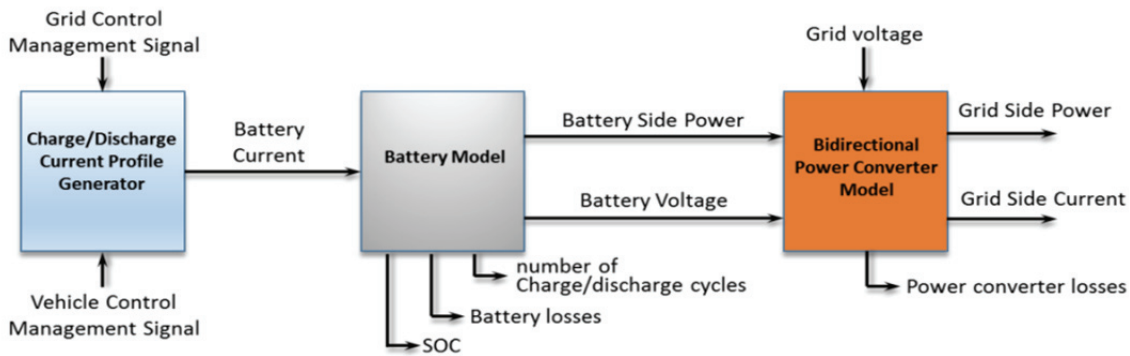 Grid Control
Management Signal
Charge/Discharge
Current Profile
Generator
Vehicle Control
Management Signal
Battery
Current
Battery Model
Battery Side Power
Battery Voltage
number of
Charge/discharge cycles
Battery losses
SOC
Grid voltage
Bidirectional
Power Converter
Model
Grid Side Power
Grid Side Current
Power converter losses